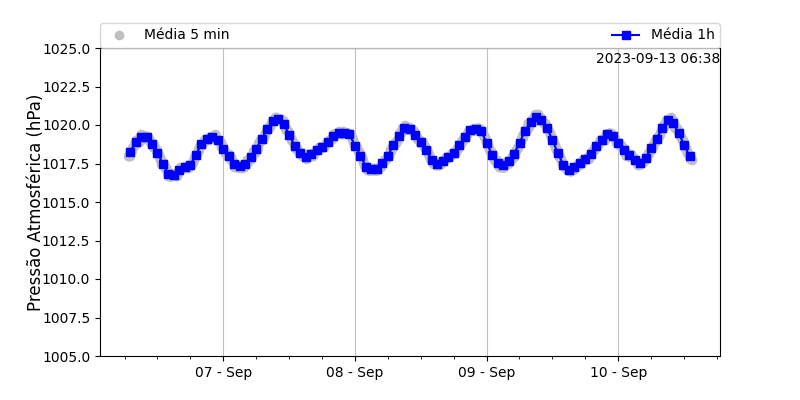 Média 5 min
Média 1h
2023-09-13 06:38
Pressão Atmosférica (hPa)
1025.0
1022.5
1020.0
1017.5
1015.0
1012.5
1010.0
1007.5
1005.0
07 - Sep
08 - Sep
09 - Sep
10 - Sep